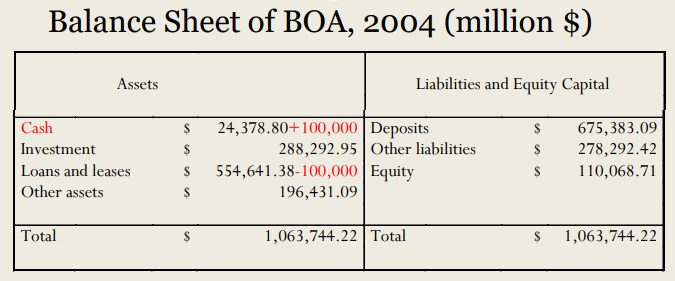 Balance Sheet of BOA, 2004 (million $)
Assets Liabilities and Equity Capital
Cash $ 24,378.80+100,000 Deposits $ 675,383.09
Investment $ 288,292.95 Other liabilities $ 278,292.42
Loans and leases $ 554,641.38-100,000 Equity $ 110,068.71
Other assets $ 196,431.09
Total $ 1,063,744.22 Total $ 1,063,744.22